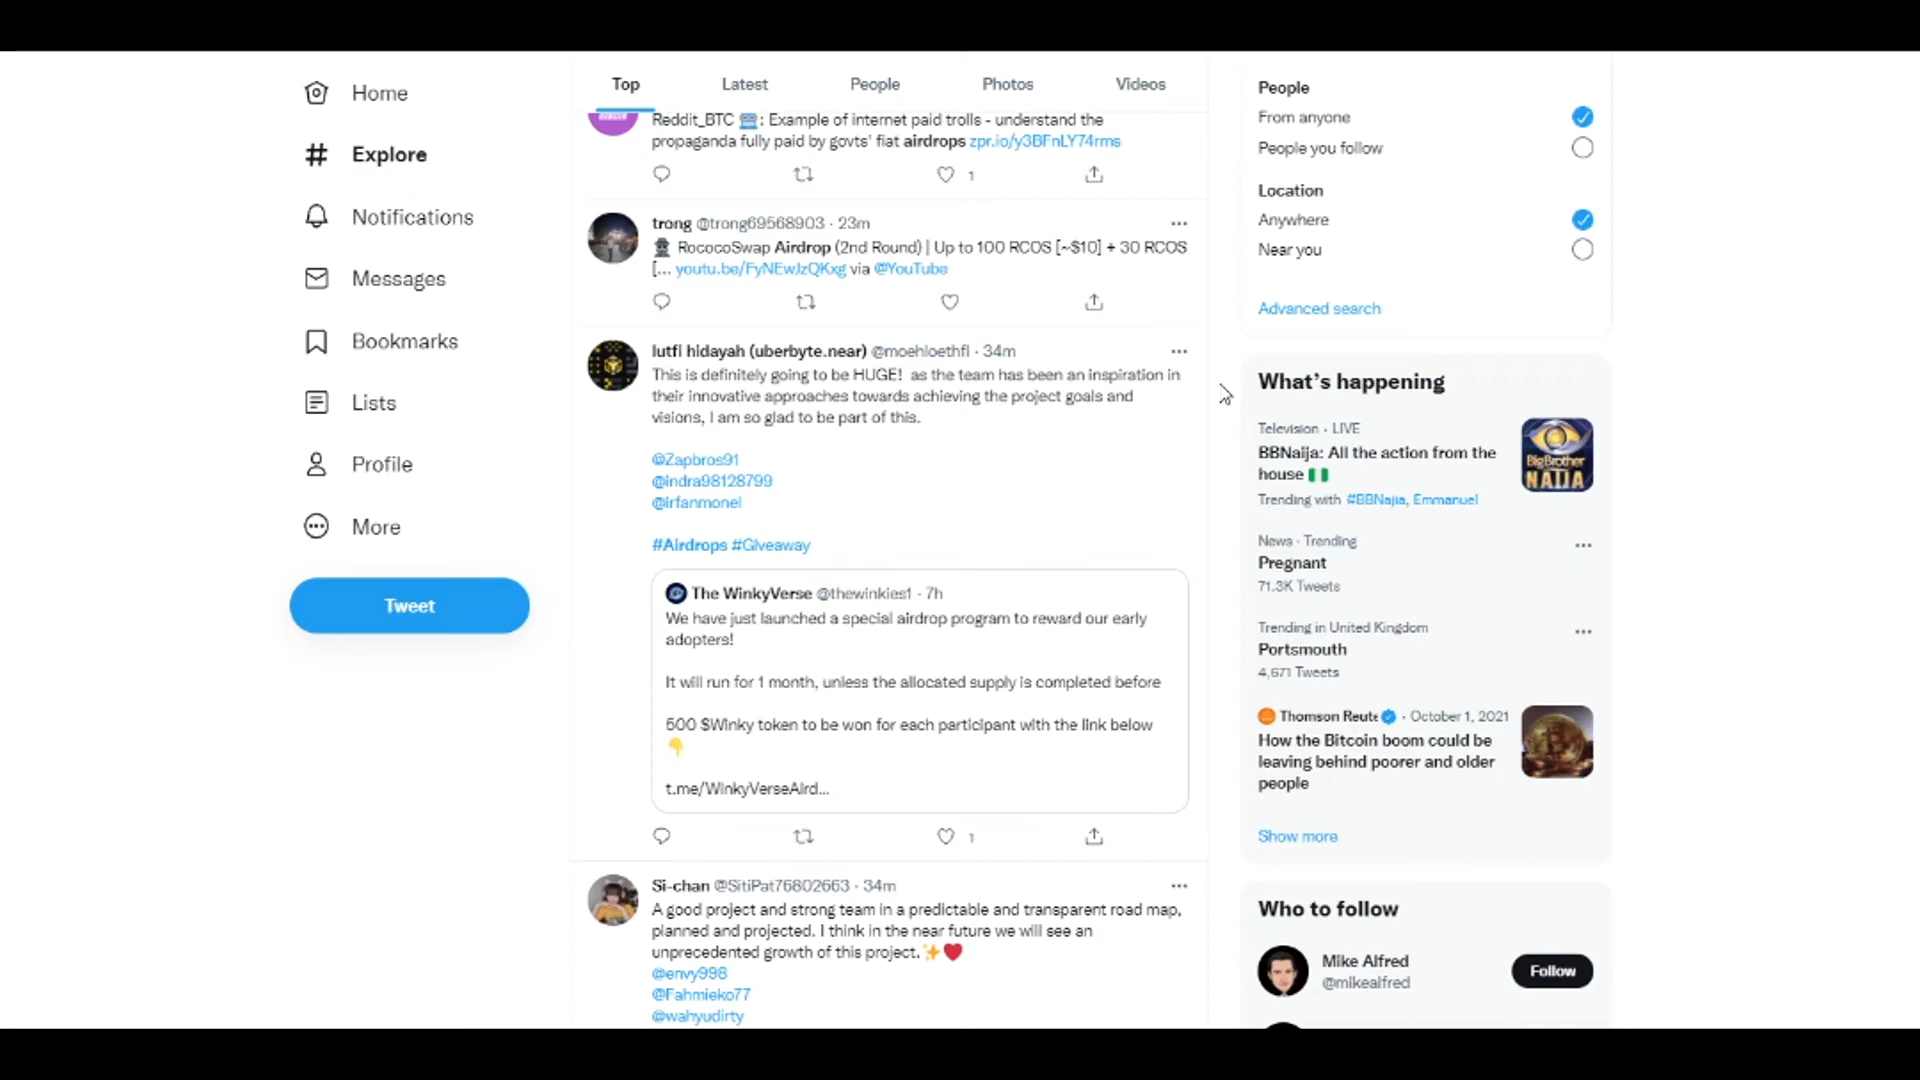 Home
Explore
Notifications
Messages
Bookmarks
Lists
Profile
More
Tweet
Top
Latest
People
Photos
Videos
Reddit_BTC : Example of internet paid trolls - understand the
propaganda fully paid by govts' fiat airdrops zpr.io/y3BFnLY74rms
1
trong @trong69568903 · 23m
RococoSwap Airdrop (2nd Round) | Up to 100 RCOS [~$10] + 30 RCOS
[... youtu.be/FyNEwJzQKxg via @YouTube
lutfi hidayah (uberbyte.near) @moehloethfi · 34m
This is definitely going to be HUGE! as the team has been an inspiration in
their innovative approaches towards achieving the project goals and
visions, I am so glad to be part of this.
@Zapbros91
@indra98128799
@irfanmonel
#Airdrops #Giveaway
The WinkyVerse @thewinkies1 · 7h
We have just launched a special airdrop program to reward our early
adopters!
It will run for 1 month, unless the allocated supply is completed before
500 $Winky token to be won for each participant with the link below
👇
t.me/WinkyVerseAird...
1
Si-chan @SitiPat76802663 · 34m
A good project and strong team in a predictable and transparent road map,
planned and projected. I think in the near future we will see an
unprecedented growth of this project. ✨❤️
@envy998
@Fahmieko77
@wahyudirty
People
From anyone
People you follow
Location
Anywhere
Near you
Advanced search
What's happening
Television · LIVE
BBNaija: All the action from the
house 🇳🇬
Trending with #BBNajia, Emmanuel
BigBrother
NAIJA
News · Trending
Pregnant
71.3K Tweets
Trending in United Kingdom
Portsmouth
4,671 Tweets
Thomson Reute · October 1, 2021
How the Bitcoin boom could be
leaving behind poorer and older
people
Show more
Who to follow
Mike Alfred
@mikealfred
Follow